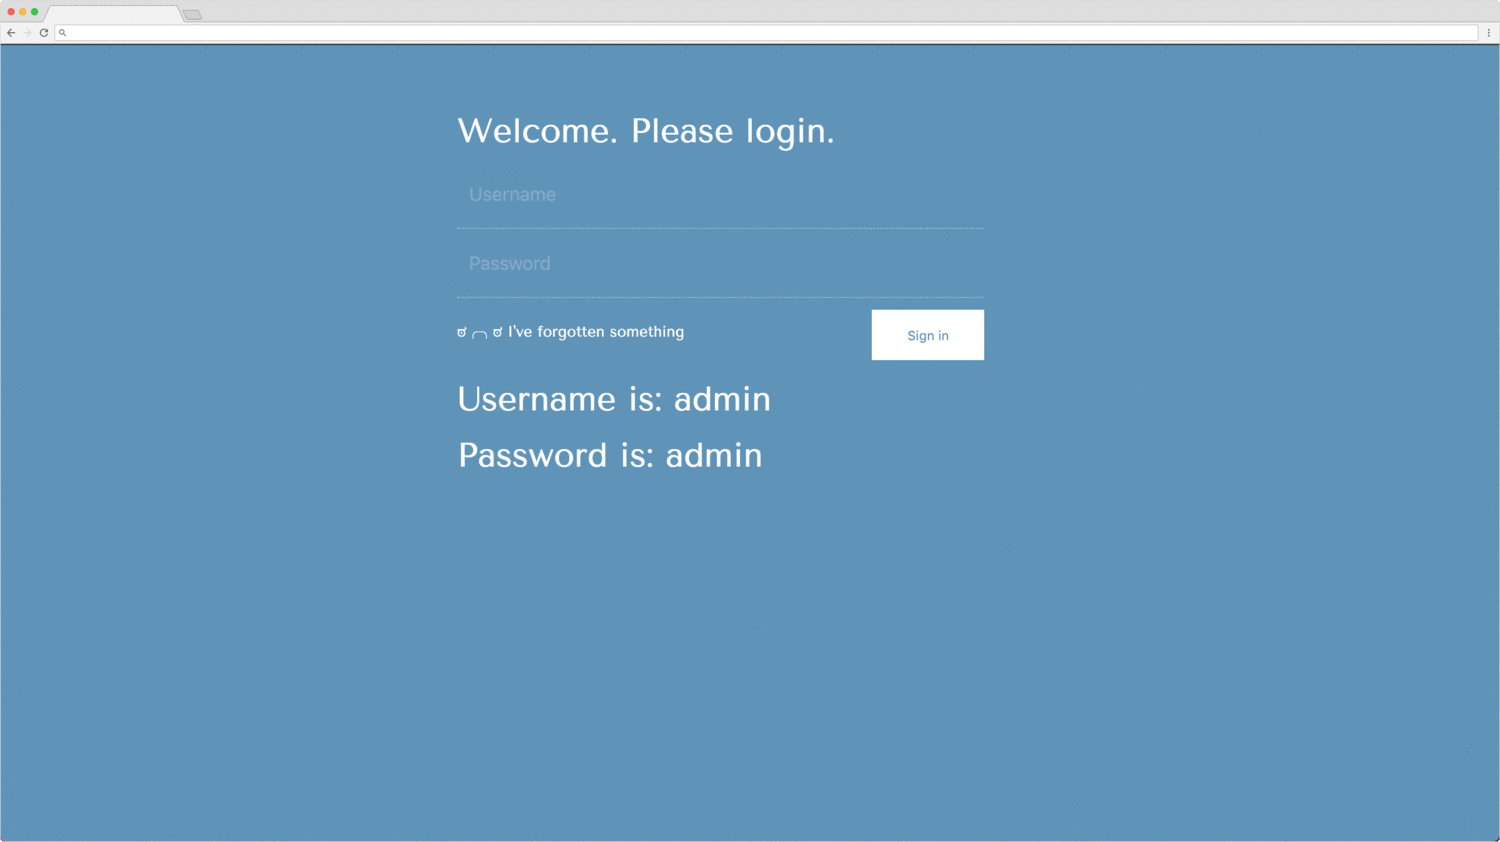 Welcome. Please login.
Username
Password
ಠ ╭╮ ಠ I've forgotten something
Sign in
Username is: admin
Password is: admin